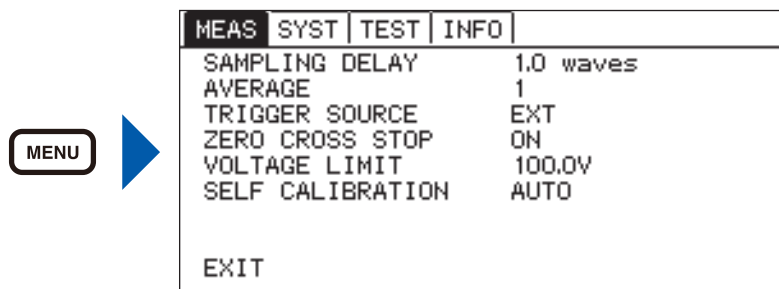 MENU
MEAS SYST TEST INFO
SAMPLING DELAY 1.0 waves
AVERAGE 1
TRIGGER SOURCE EXT
ZERO CROSS STOP ON
VOLTAGE LIMIT 100.0V
SELF CALIBRATION AUTO
EXIT